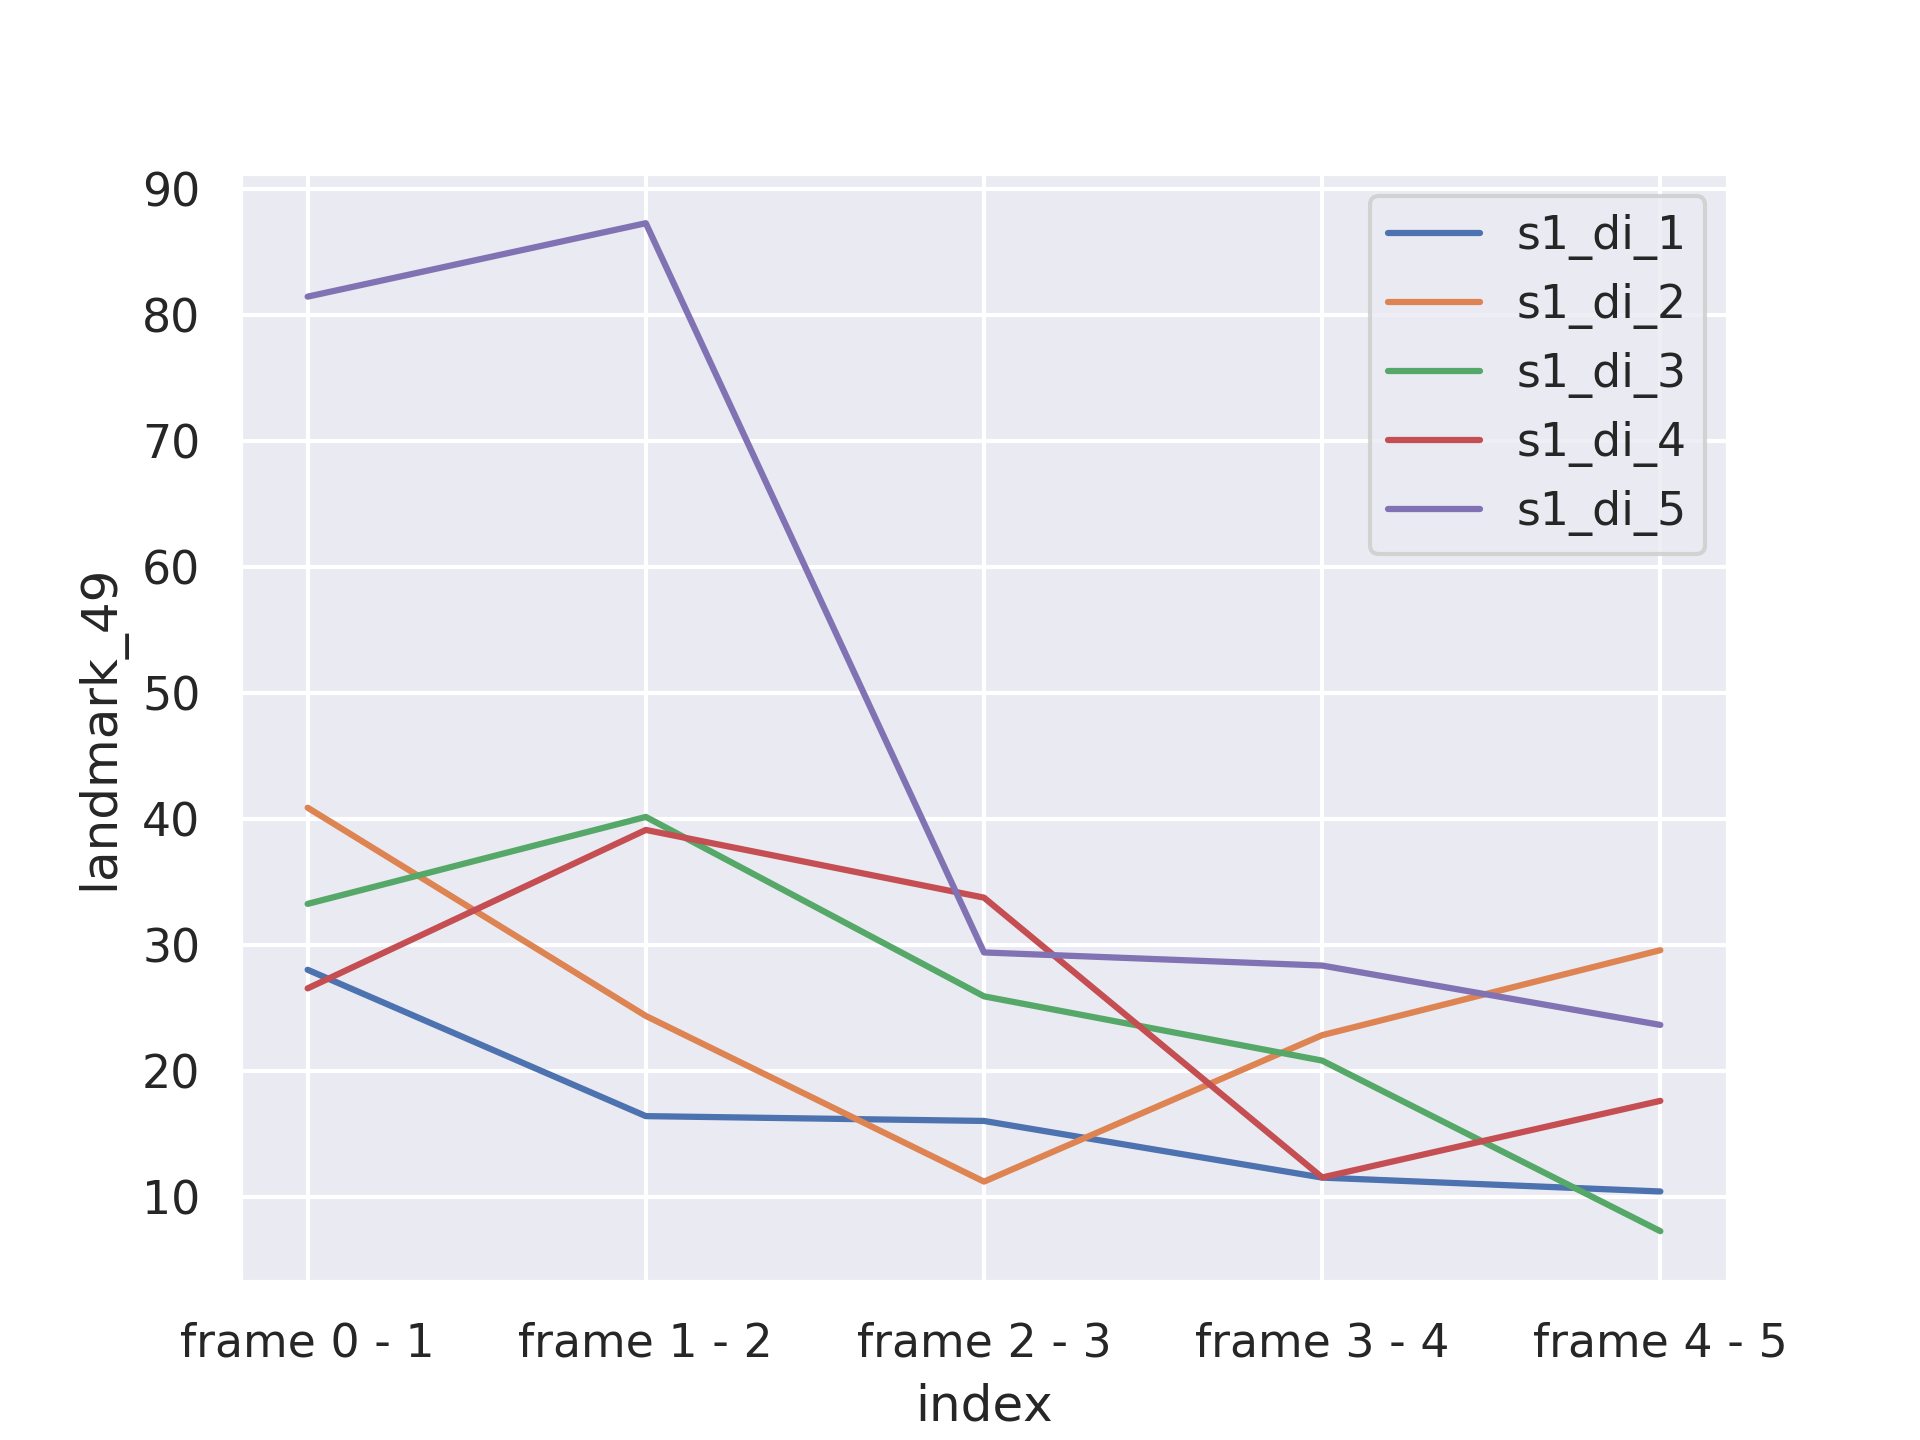 landmark_49
90
80
70
60
50
40
30
20
10
s1_di_1
s1_di_2
s1_di_3
s1_di_4
s1_di_5
frame 0 - 1 frame 1 - 2 frame 2 - 3 frame 3 - 4 frame 4 - 5
index